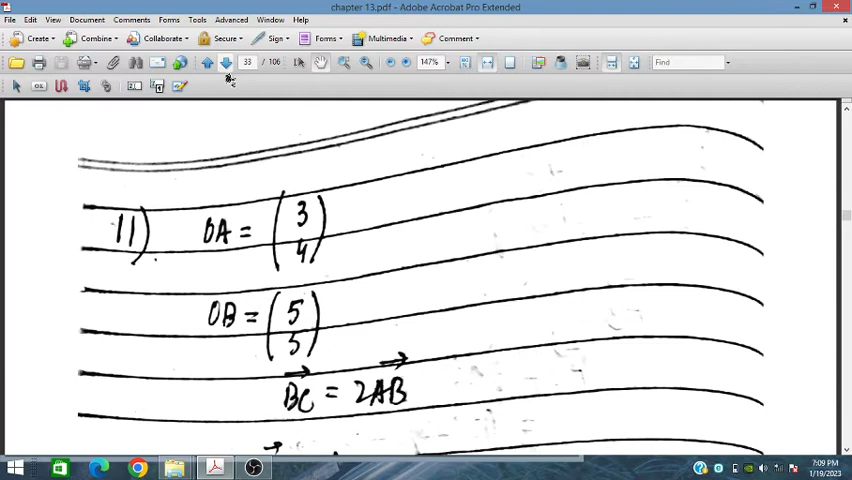 chapter 13.pdf - Adobe Acrobat Pro Extended
File Edit View Document Comments Forms Tools Advanced Window Help
Create Combine Collaborate Secure Sign Forms Multimedia Comment
33 / 106 147% Find
11) OA = (3
4)
OB = (5
5)
BC = 2AB
7:09 PM
1/19/2023